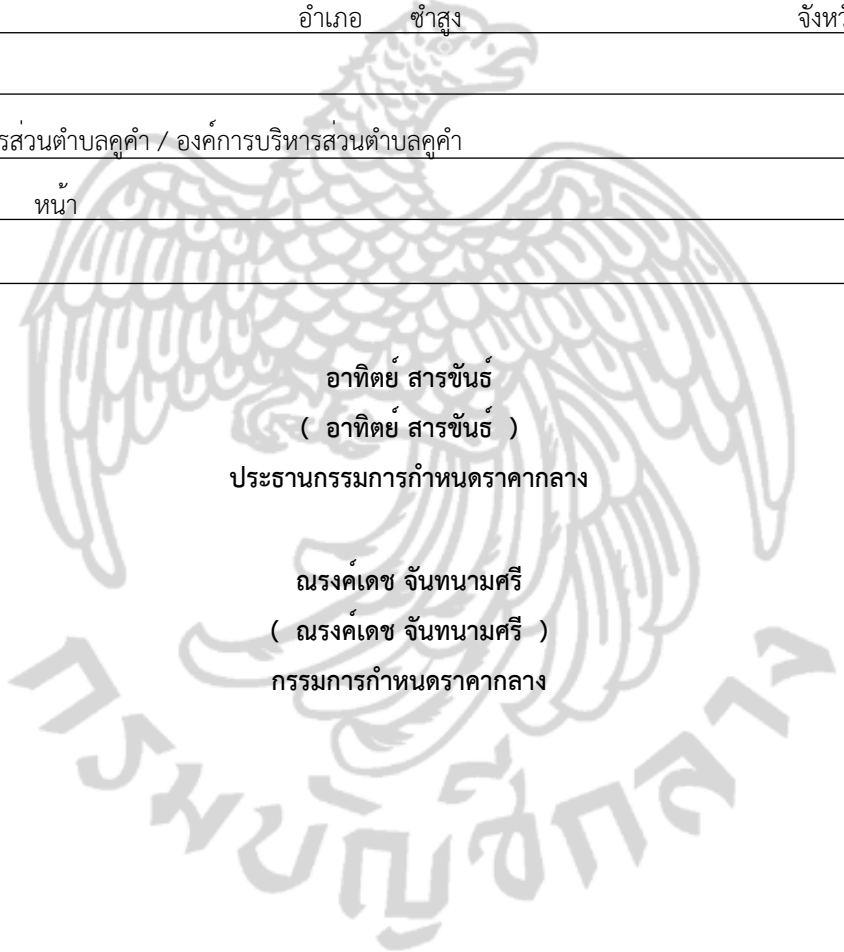 อำเภอ ซำสูง จังหวั
รส่วนตำบลคูคำ / องค์การบริหารส่วนตำบลคูคำ
หน้า
อาทิตย์ สารขันธ์
( อาทิตย์ สารขันธ์ )
ประธานกรรมการกำหนดราคากลาง
ณรงค์เดช จันทนามศรี
( ณรงค์เดช จันทนามศรี )
กรรมการกำหนดราคากลาง
กรมบัญชีกลาง